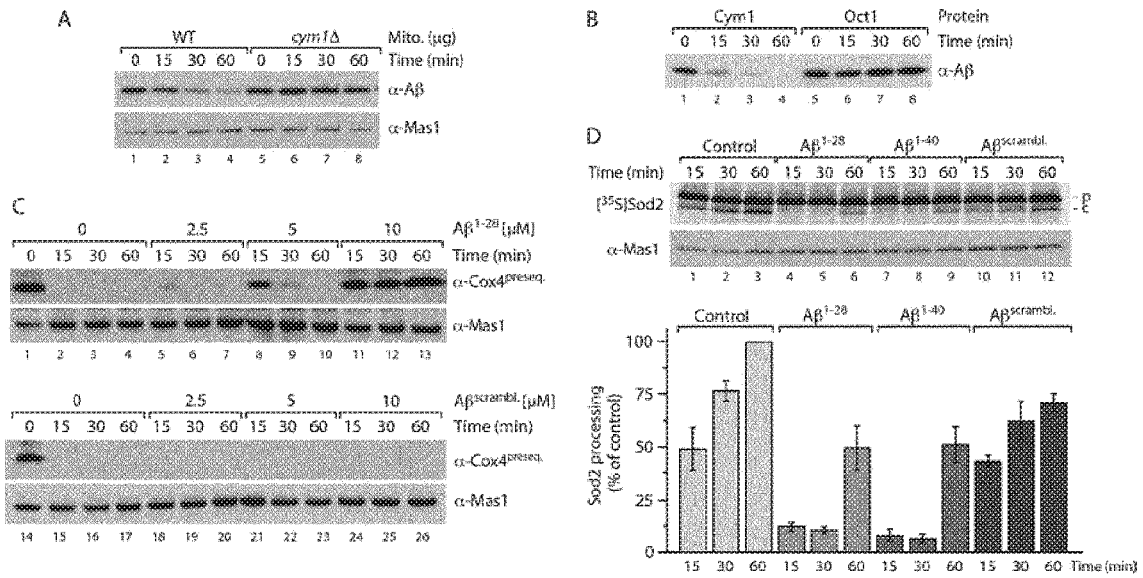 A
WT cym1Δ Mito. (µg)
0 15 30 60 0 15 30 60 Time (min)
α-Aβ
α-Mas1
1 2 3 4 5 6 7 8
B
Cym1 Oct1 Protein
0 15 30 60 0 15 30 60 Time (min)
α-Aβ
1 2 3 4 5 6 7 8
C
0 2.5 5 10 Aβ1-28 [µM]
0 15 30 60 15 30 60 15 30 60 15 30 60 Time (min)
α-Cox4preseq.
α-Mas1
1 2 3 4 5 6 7 8 9 10 11 12 13
0 2.5 5 10 Aβscrambl. [µM]
0 15 30 60 15 30 60 15 30 60 15 30 60 Time (min)
α-Cox4preseq.
α-Mas1
14 15 16 17 18 19 20 21 22 23 24 25 26
D
Control Aβ1-28 Aβ1-40 Aβscrambl.
Time (min) 15 30 60 15 30 60 15 30 60 15 30 60
[35S]Sod2
α-Mas1
1 2 3 4 5 6 7 8 9 10 11 12
Control Aβ1-28 Aβ1-40 Aβscrambl.
Sod2 processing
(% of control)
100
75
50
25
0
15 30 60 15 30 60 15 30 60 15 30 60 Time (min)